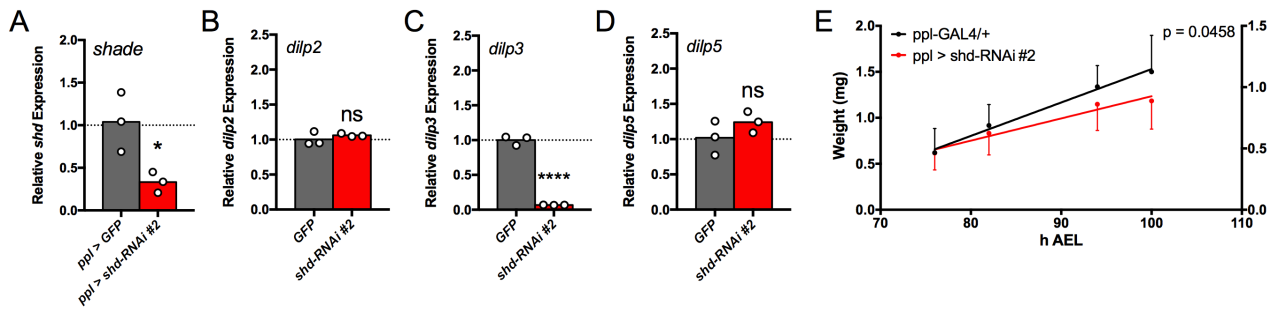 A
shade
Relative shd Expression
2.0
1.5
1.0
0.5
0.0
*
ppl > GFP
ppl > shd-RNAi #2
B
dilp2
Relative dilp2 Expression
2.5
2.0
1.5
1.0
0.5
0.0
ns
GFP
shd-RNAi #2
C
dilp3
Relative dilp3 Expression
2.5
2.0
1.5
1.0
0.5
0.0
****
GFP
shd-RNAi #2
D
dilp5
Relative dilp5 Expression
2.5
2.0
1.5
1.0
0.5
0.0
ns
GFP
shd-RNAi #2
E
ppl-GAL4/+
ppl > shd-RNAi #2
p = 0.0458
Weight (mg)
2.0
1.5
1.0
0.5
0.0
1.5
1.0
0.5
0.0
70
80
90
100
110
h AEL